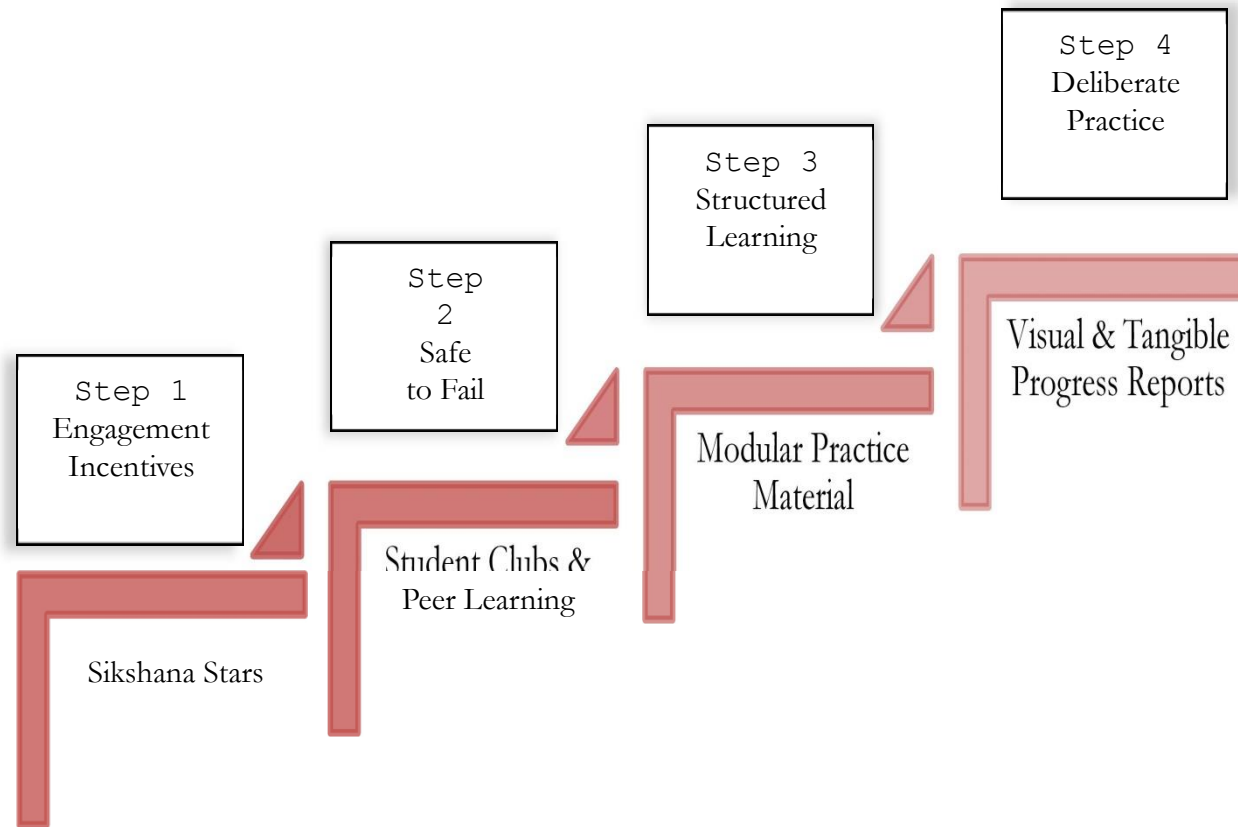 Step 1
Engagement
Incentives
Sikshana Stars
Step
2
Safe
to Fail
Student Clubs &
Peer Learning
Step 3
Structured
Learning
Modular Practice
Material
Step 4
Deliberate
Practice
Visual & Tangible
Progress Reports